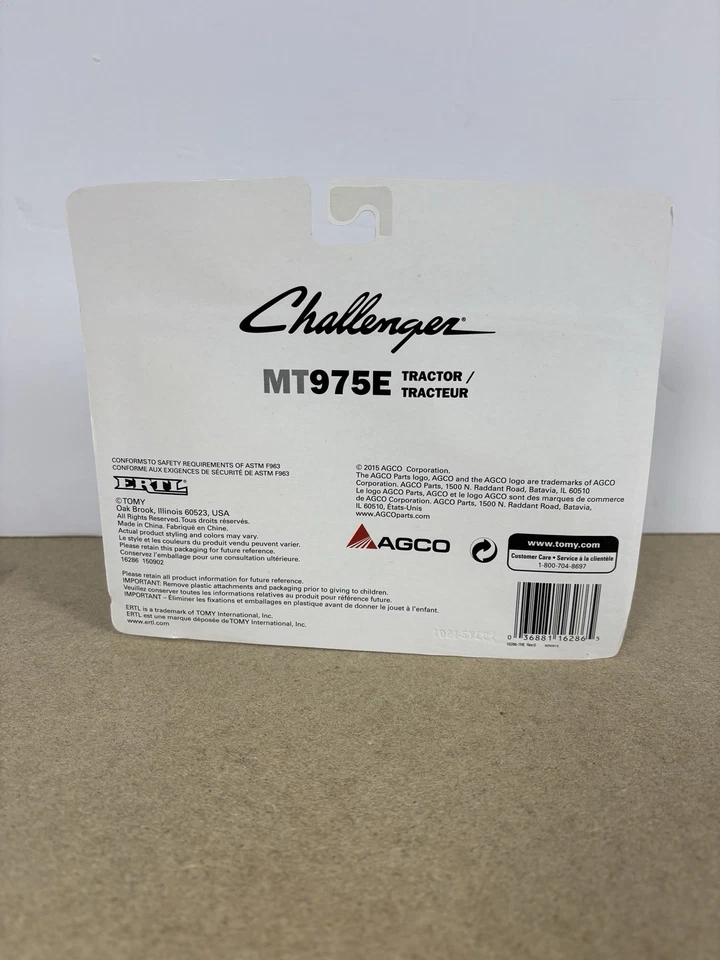 Challenger®
MT975E TRACTOR /
TRACTEUR
CONFORMS TO SAFETY REQUIREMENTS OF ASTM F963
CONFORME AUX EXIGENCES DE SÉCURITÉ DE ASTM F963
ERTL
©TOMY
Oak Brook, Illinois 60523, USA
All Rights Reserved. Tous droits réservés.
Made in China. Fabriqué en Chine.
Actual product styling and colors may vary.
Le style et les couleurs du produit vendu peuvent varier.
Please retain this packaging for future reference.
Conservez l'emballage pour une consultation ultérieure.
16286 150902
Please retain all product information for future reference.
IMPORTANT: Remove plastic attachments and packaging prior to giving to children.
Veuillez conserver toutes les informations relatives au produit pour référence future.
IMPORTANT – Éliminer les fixations et emballages en plastique avant de donner le jouet à l'enfant.
ERTL is a trademark of TOMY International, Inc.
ERTL est une marque déposée de TOMY International, Inc.
www.ertl.com
© 2015 AGCO Corporation.
The AGCO Parts logo, AGCO and the AGCO logo are trademarks of AGCO
Corporation. AGCO Parts, 1500 N. Raddant Road, Batavia, IL 60510
Le logo AGCO Parts, AGCO et le logo AGCO sont des marques de commerce
de AGCO Corporation. AGCO Parts, 1500 N. Raddant Road, Batavia,
IL 60510, États-Unis
www.AGCOparts.com
AGCO
www.tomy.com
Customer Care • Service à la clientèle
1-800-704-8697
0 36881 16286 5